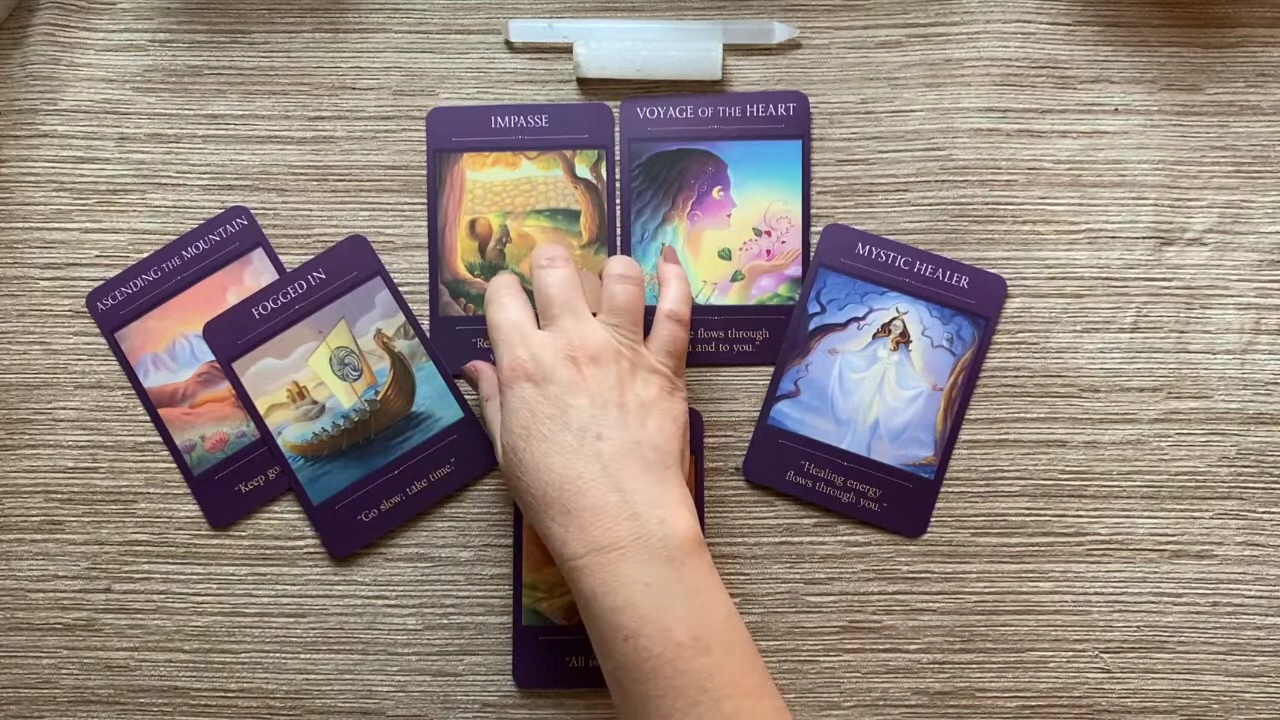 IMPASSE
VOYAGE OF THE HEART
ASCENDING THE MOUNTAIN
FOGGED IN
MYSTIC HEALER
flows through
and to you."
"Keep
"Go slow; take time."
"Healing energy
flows through you."
"All